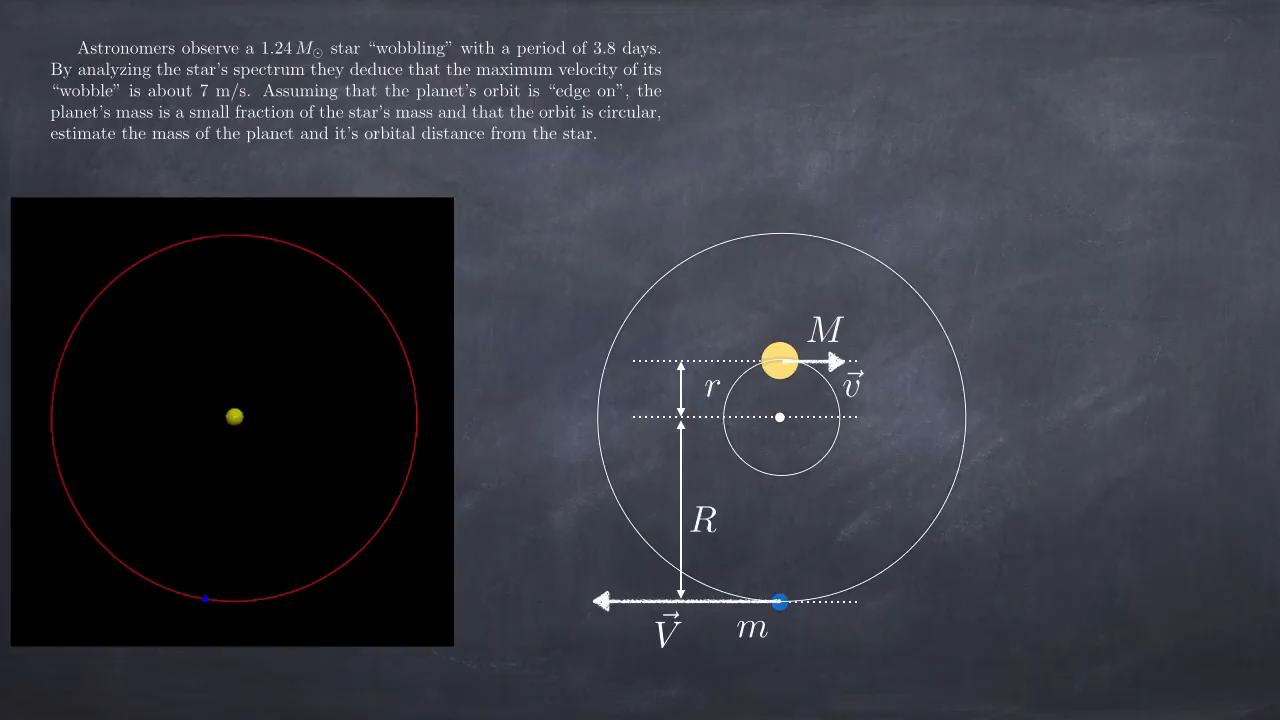 Astronomers observe a 1.24 M☉ star “wobbling” with a period of 3.8 days.
By analyzing the star’s spectrum they deduce that the maximum velocity of its
“wobble” is about 7 m/s. Assuming that the planet’s orbit is “edge on”, the
planet’s mass is a small fraction of the star’s mass and that the orbit is circular,
estimate the mass of the planet and it’s orbital distance from the star.
M
r
v⃗
R
V⃗
m